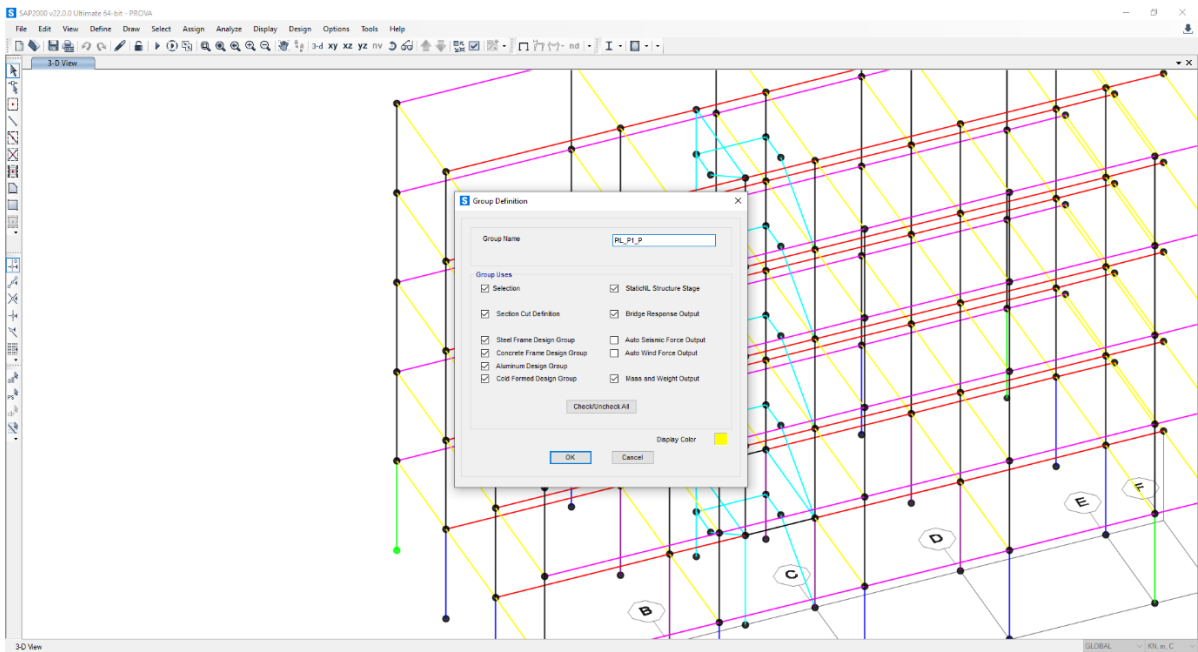 SAP2000 v22.0.0 Ultimate 64-bit - PROVA
File Edit View Define Draw Select Assign Analyze Display Design Options Tools Help
3-d xy xz yz nv
nd
3-D View
Group Definition
Group Name PL_P1_P
Group Uses
Selection StaticNL Structure Stage
Section Cut Definition Bridge Response Output
Steel Frame Design Group Auto Seismic Force Output
Concrete Frame Design Group Auto Wind Force Output
Aluminum Design Group
Cold Formed Design Group Mass and Weight Output
Check/Uncheck All
Display Color
OK Cancel
B
C
D
E
F
3-D View GLOBAL KN, m, C